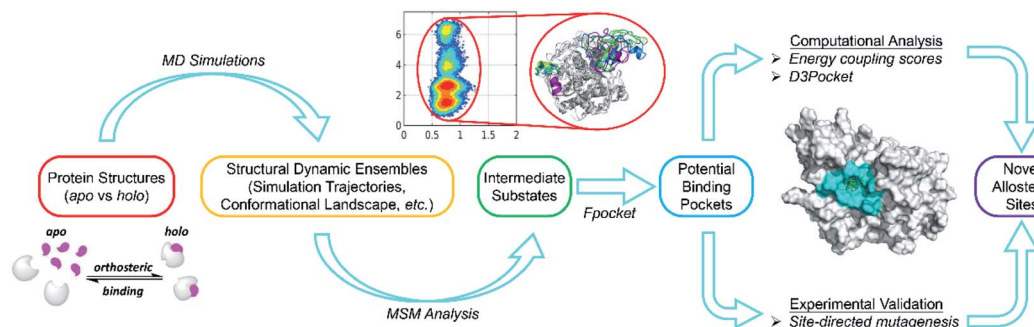 MD Simulations
6
4
2
0
0 0.5 1 1.5 2
Computational Analysis
➤ Energy coupling scores
➤ D3Pocket
Protein Structures
(apo vs holo)
Structural Dynamic Ensembles
(Simulation Trajectories,
Conformational Landscape, etc.)
Intermediate
Substates
Fpocket
Potential
Binding
Pockets
Nove
Alloste
Sites
apo
holo
orthosteric
binding
MSM Analysis
Experimental Validation
➤ Site-directed mutagenesis